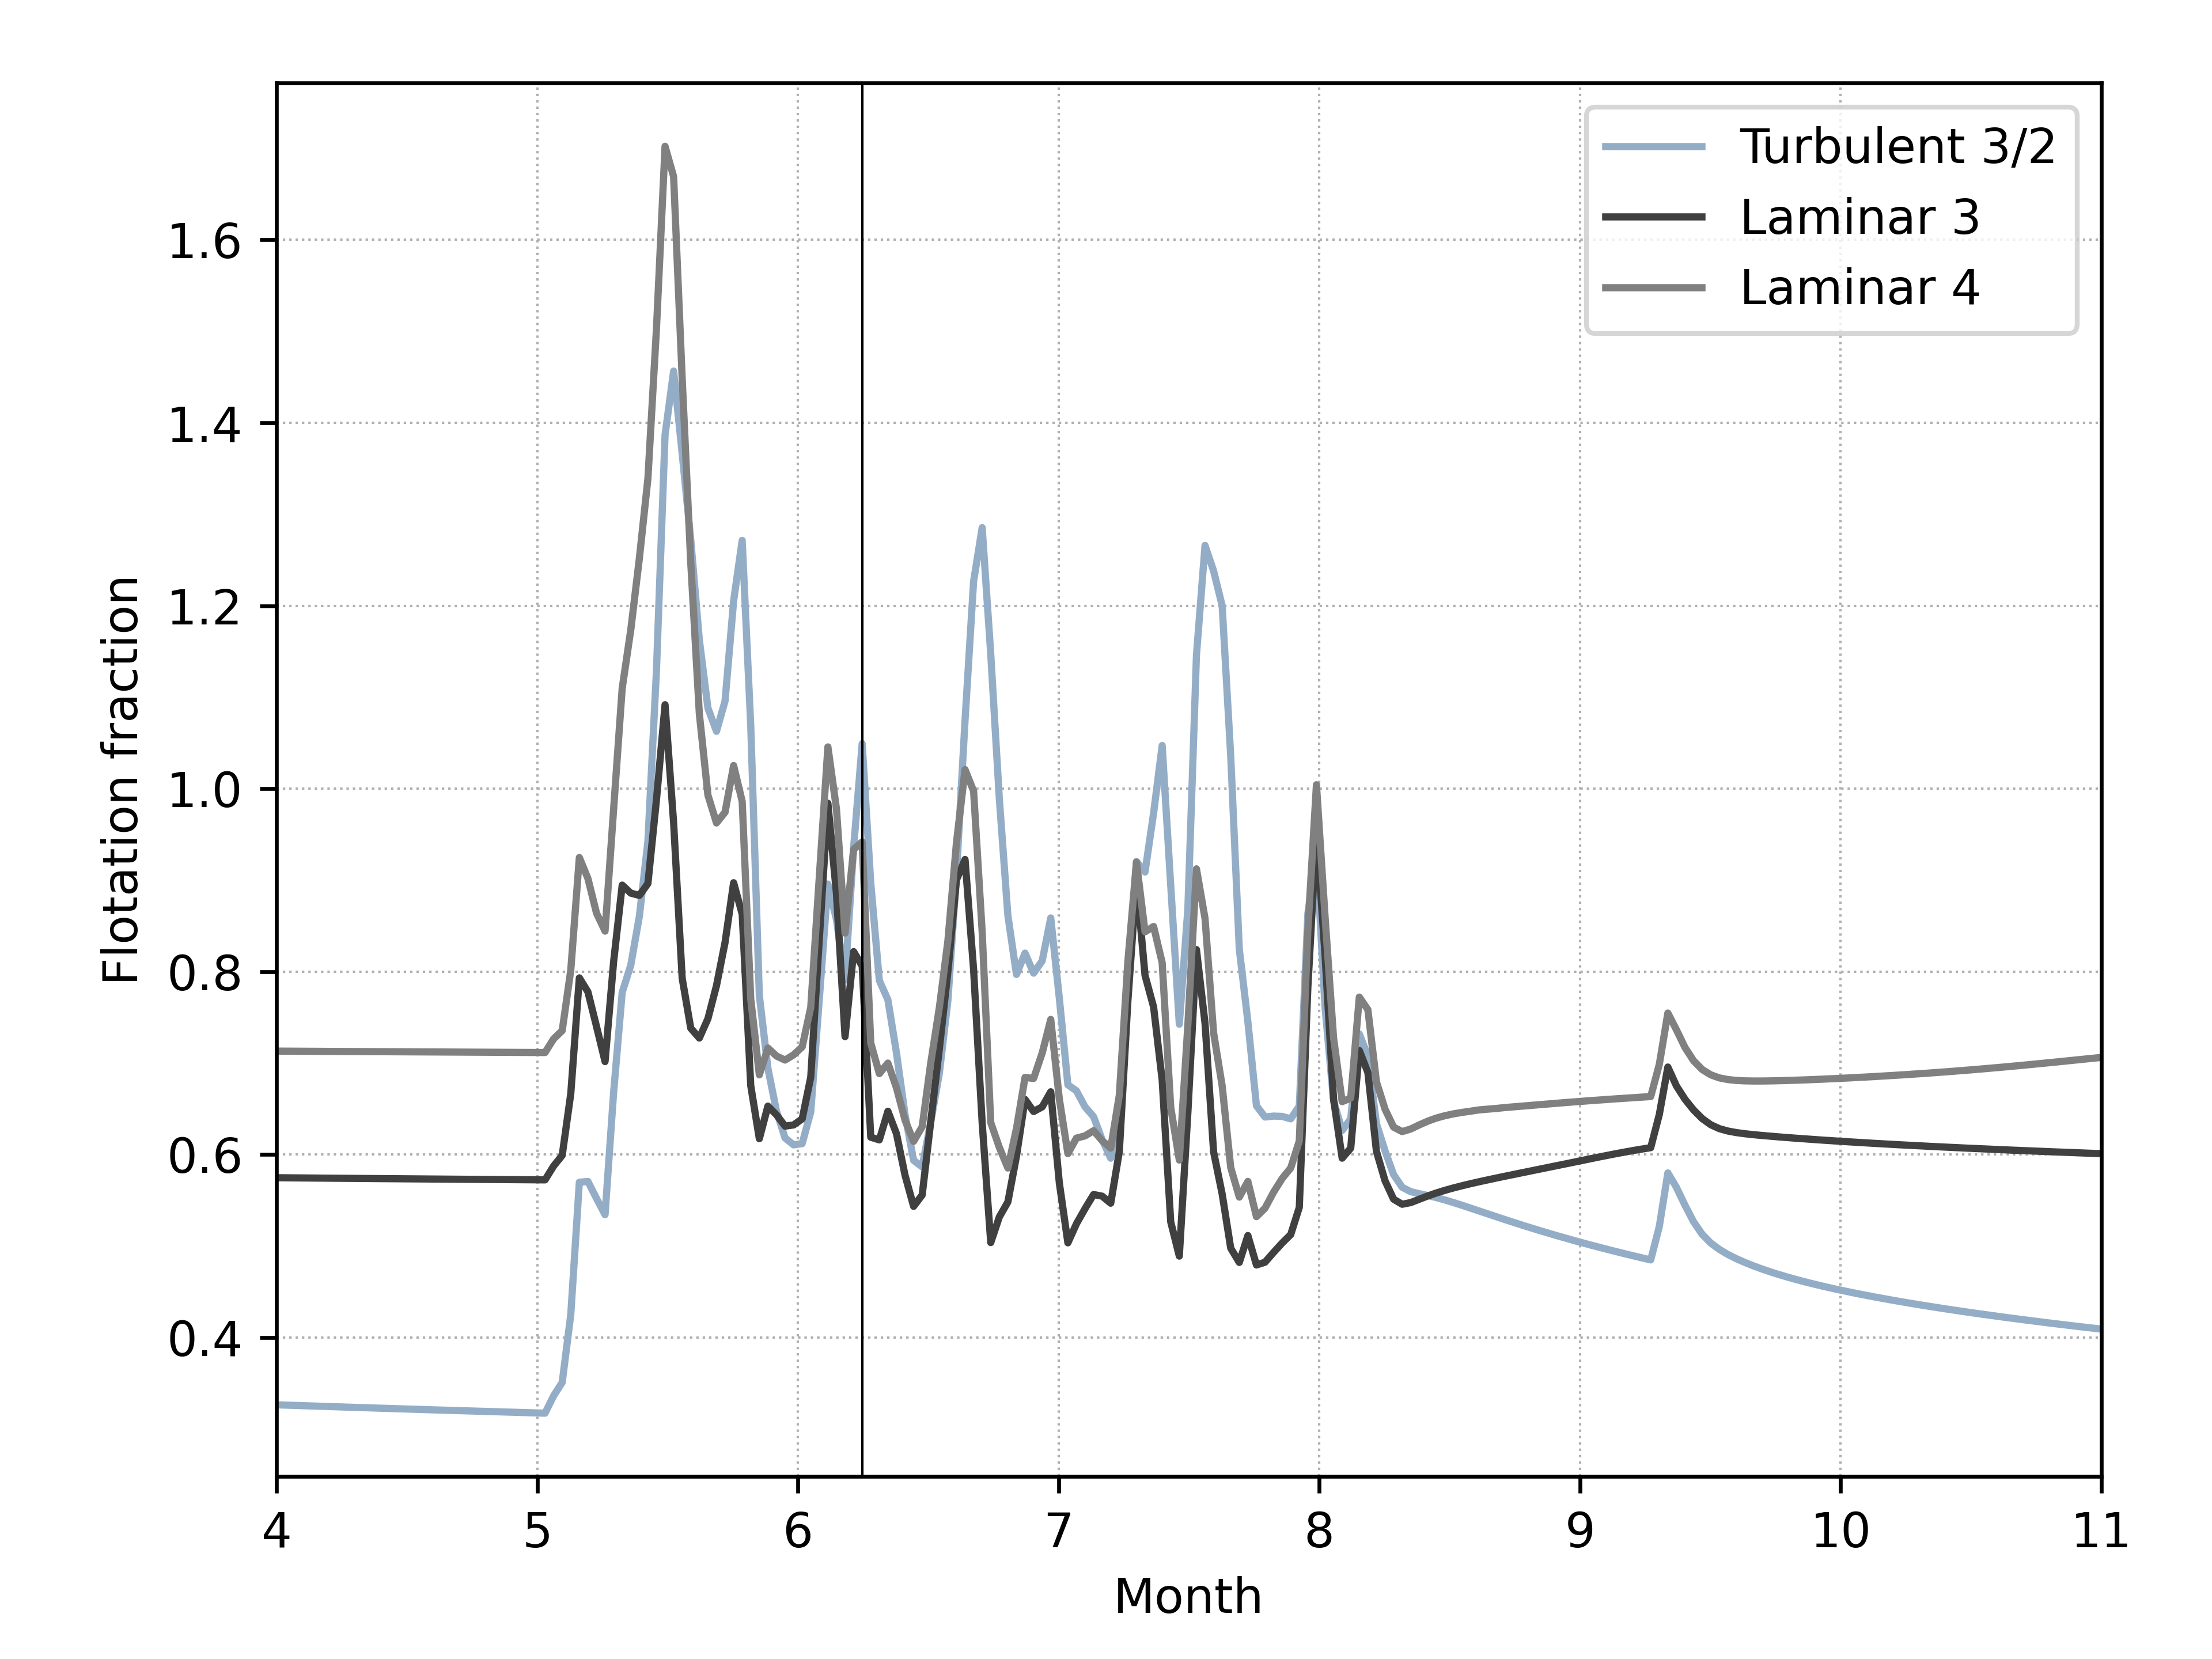 Turbulent 3/2
Laminar 3
Laminar 4
1.6
1.4
1.2
1.0
0.8
0.6
0.4
Flotation fraction
4 5 6 7 8 9 10 11
Month